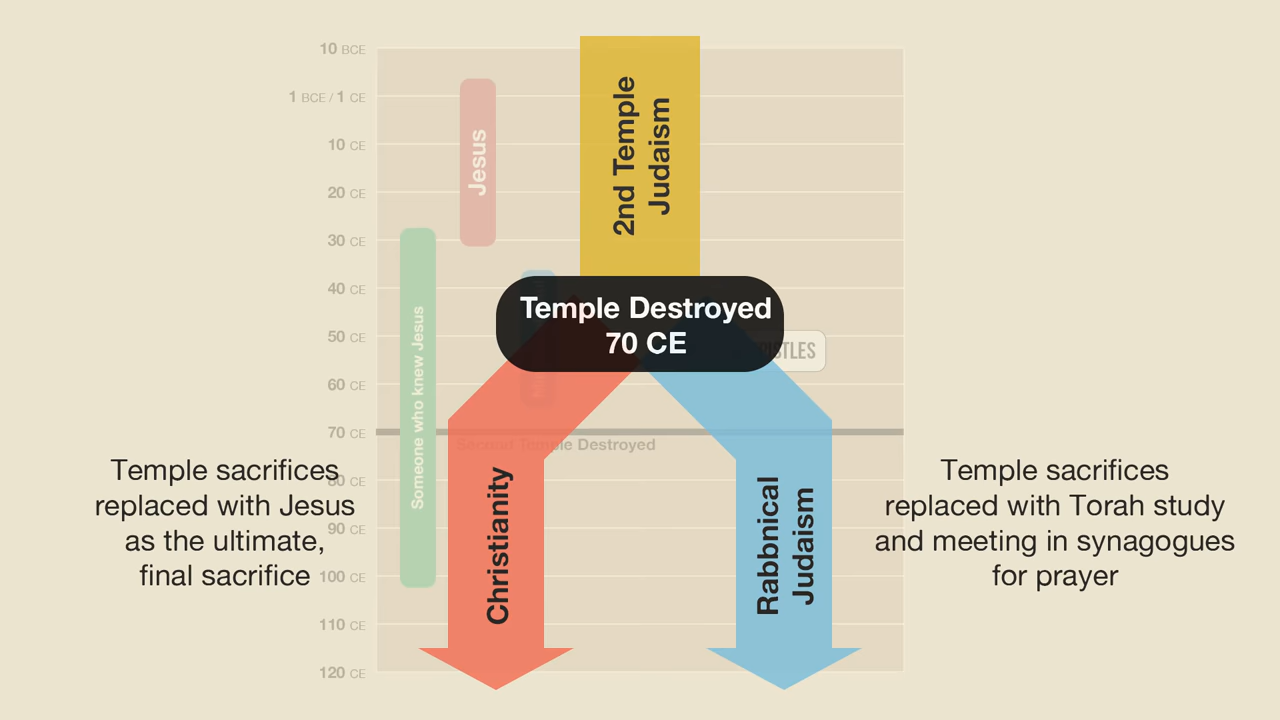 10 BCE
1 BCE / 1 CE
10 CE
20 CE
30 CE
40 CE
50 CE
60 CE
70 CE
80 CE
90 CE
100 CE
110 CE
120 CE
Jesus
Someone who knew Jesus
2nd Temple
Judaism
Temple Destroyed
70 CE
Second Temple Destroyed
Temple sacrifices
replaced with Jesus
as the ultimate,
final sacrifice
Christianity
Rabbnical
Judaism
Temple sacrifices
replaced with Torah study
and meeting in synagogues
for prayer